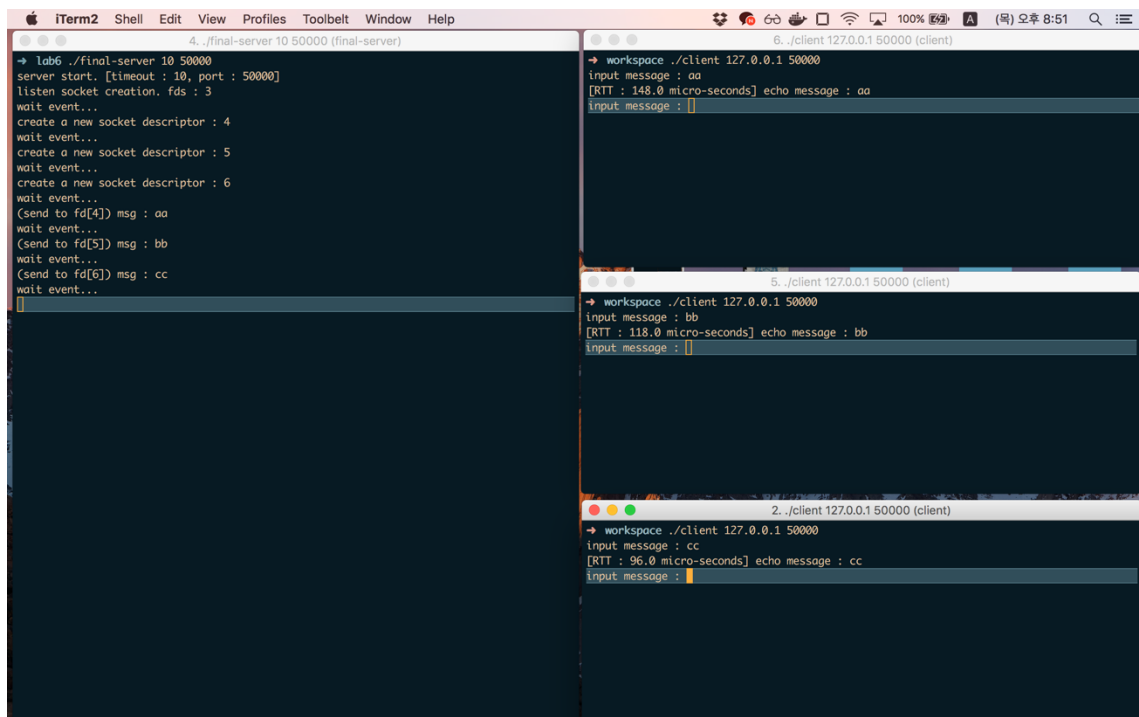 iTerm2 Shell Edit View Profiles Toolbelt Window Help 100% A (목) 오후 8:51
4. ./final-server 10 50000 (final-server)
→ lab6 ./final-server 10 50000
server start. [timeout : 10, port : 50000]
listen socket creation. fds : 3
wait event...
create a new socket descriptor : 4
wait event...
create a new socket descriptor : 5
wait event...
create a new socket descriptor : 6
wait event...
(send to fd[4]) msg : aa
wait event...
(send to fd[5]) msg : bb
wait event...
(send to fd[6]) msg : cc
wait event...
6. ./client 127.0.0.1 50000 (client)
→ workspace ./client 127.0.0.1 50000
input message : aa
[RTT : 148.0 micro-seconds] echo message : aa
input message :
5. ./client 127.0.0.1 50000 (client)
→ workspace ./client 127.0.0.1 50000
input message : bb
[RTT : 118.0 micro-seconds] echo message : bb
input message :
2. ./client 127.0.0.1 50000 (client)
→ workspace ./client 127.0.0.1 50000
input message : cc
[RTT : 96.0 micro-seconds] echo message : cc
input message :